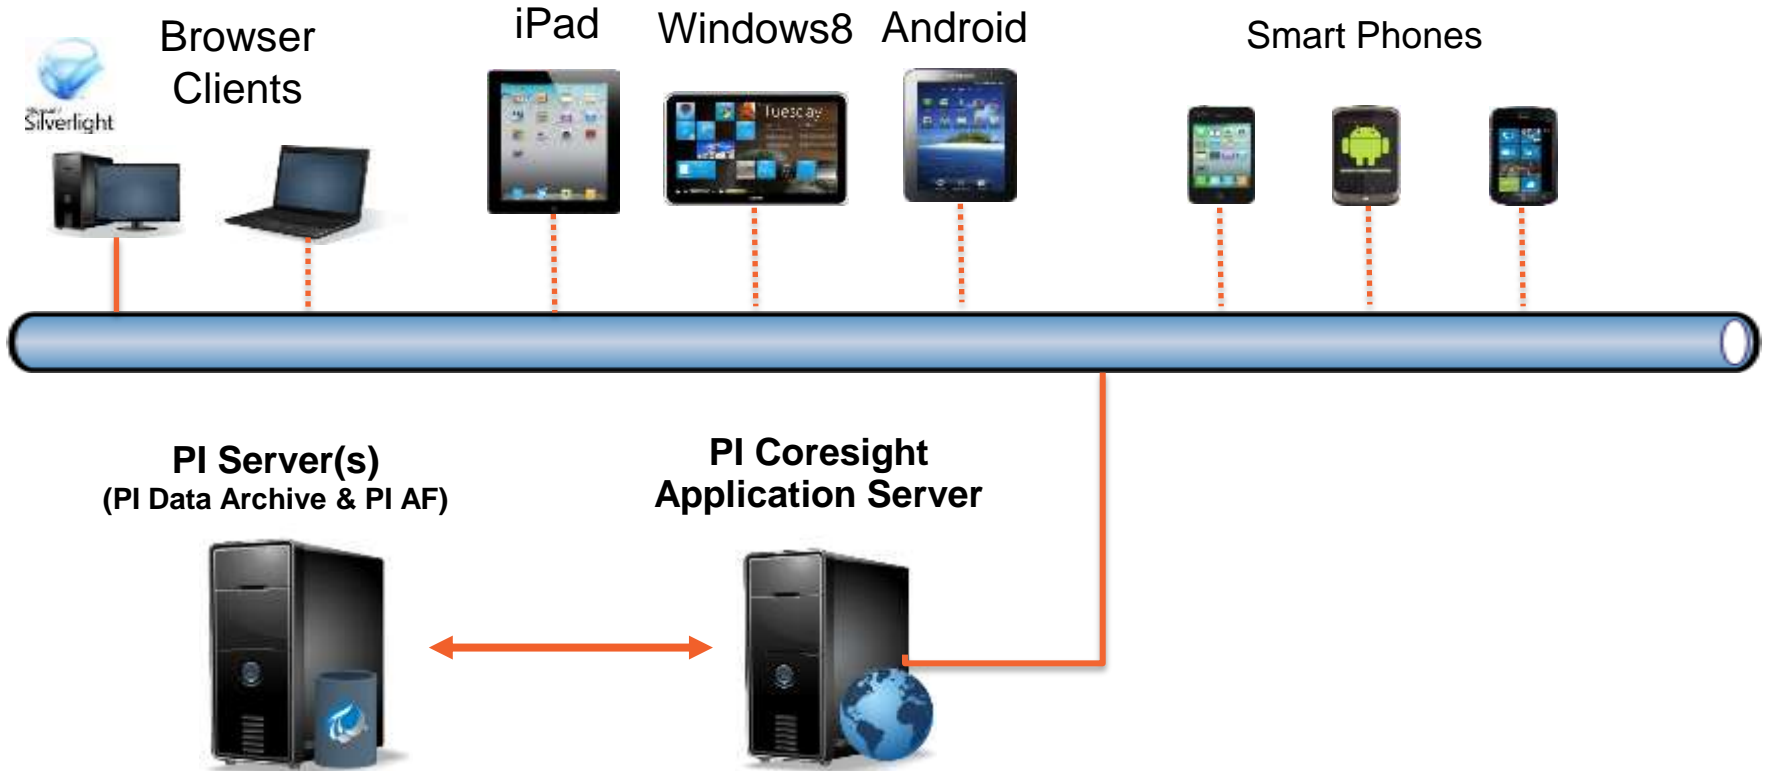 Browser
Clients
iPad
Windows8
Android
Smart Phones
Silverlight
Tuesday
PI Server(s)
(PI Data Archive & PI AF)
PI Coresight
Application Server